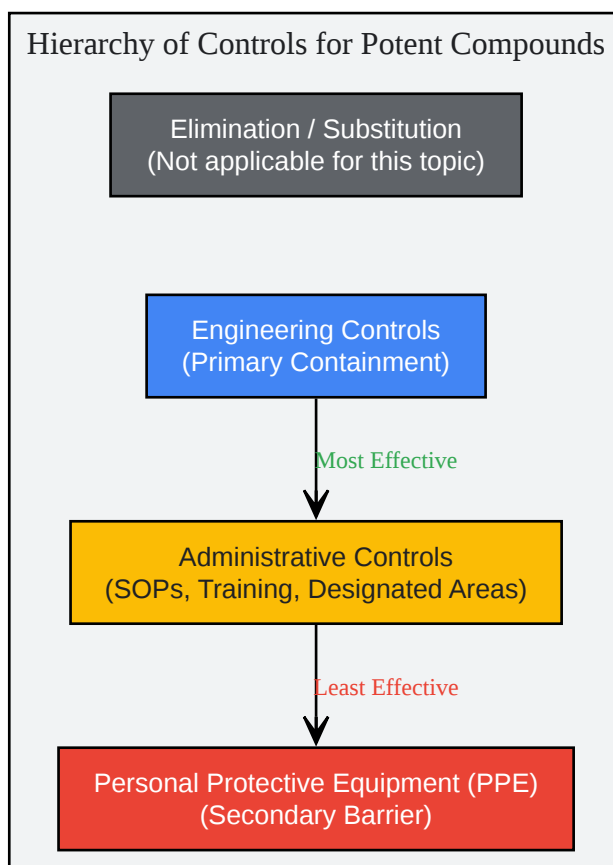 Hierarchy of Controls for Potent Compounds
Elimination / Substitution
(Not applicable for this topic)
Engineering Controls
(Primary Containment)
Most Effective
Administrative Controls
(SOPs, Training, Designated Areas)
Least Effective
Personal Protective Equipment (PPE)
(Secondary Barrier)